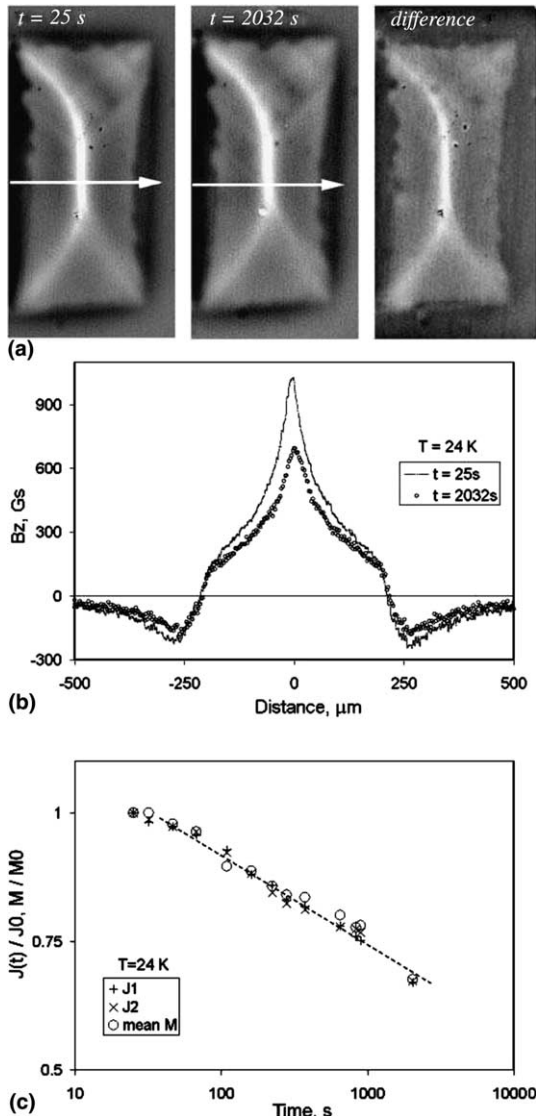 t = 25 s
t = 2032 s
difference
(a)
900
600
300
0
-300
Bz, Gs
T = 24 K
t = 25s
t = 2032s
-500
-250
0
250
500
Distance, μm
(b)
1
0.75
0.5
J(t) / J0, M / M0
T=24 K
J1
J2
mean M
10
100
1000
10000
Time, s
(c)